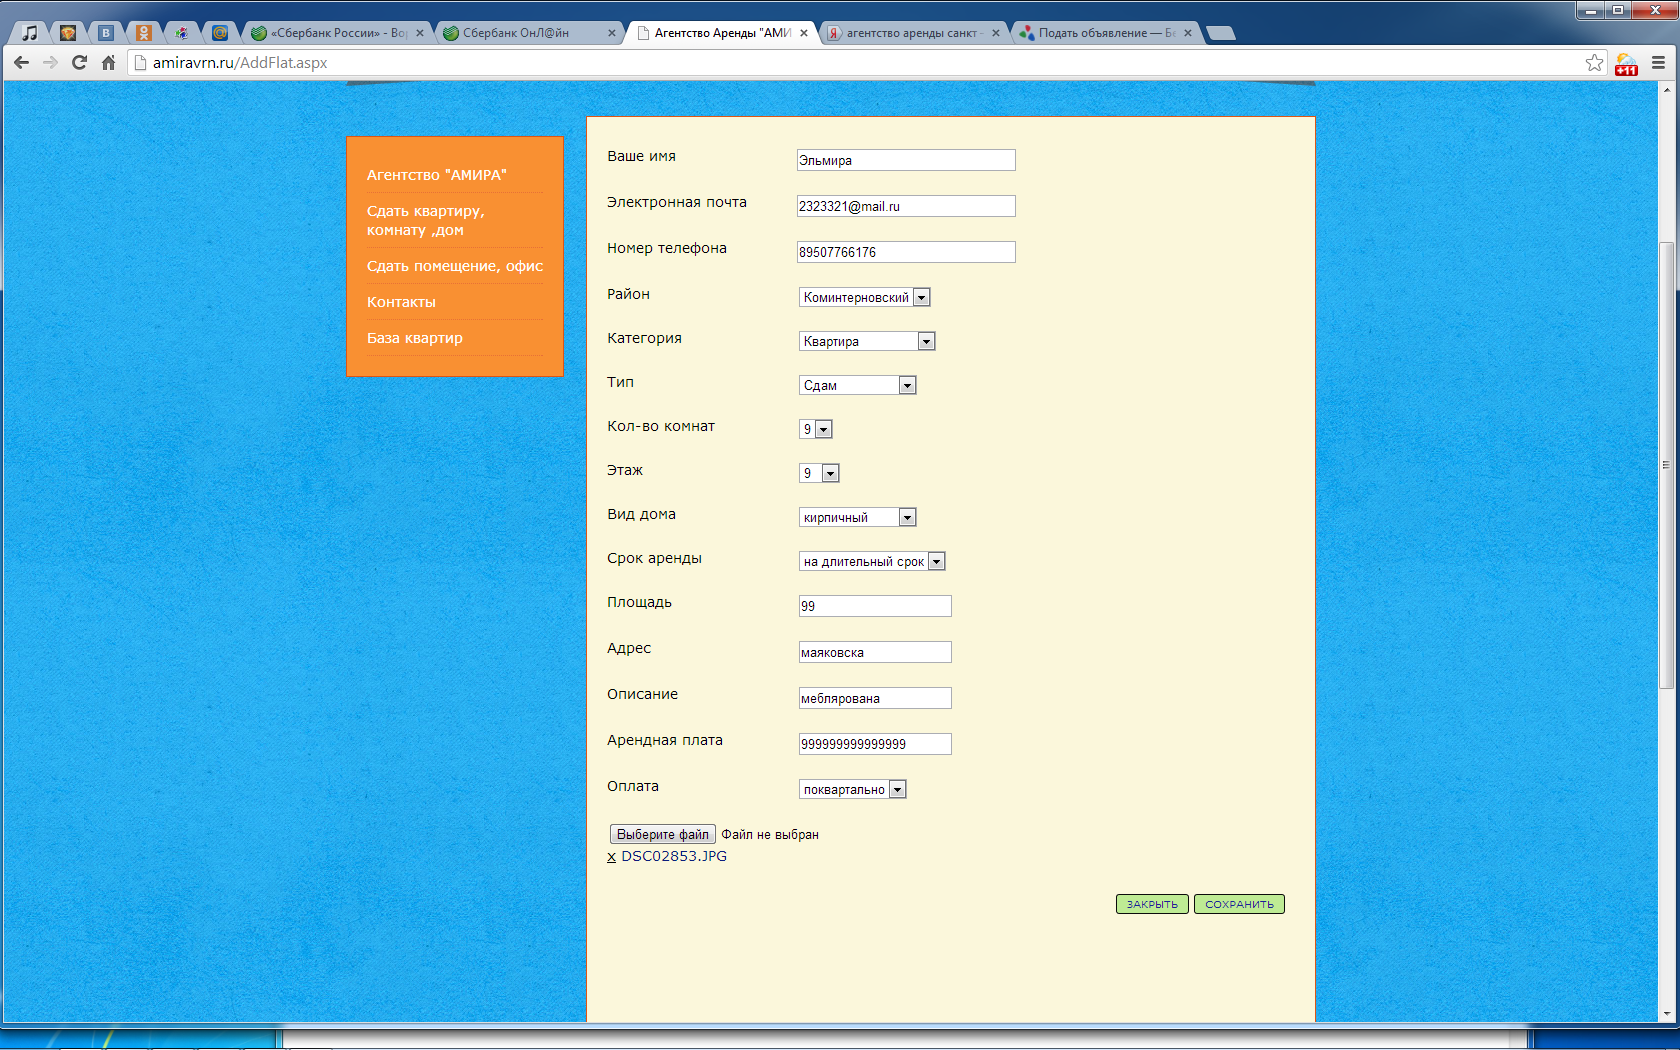 «Сбербанк России» - Вор
Сбербанк ОнЛ@йн
Агентство Аренды "АМИ
агентство аренды санкт -
Подать объявление — Бе
amiravrn.ru/AddFlat.aspx
+11
Агентство "АМИРА"
Сдать квартиру,
комнату ,дом
Сдать помещение, офис
Контакты
База квартир
Ваше имя Эльмира
Электронная почта 2323321@mail.ru
Номер телефона 89507766176
Район Коминтерновский
Категория Квартира
Тип Сдам
Кол-во комнат 9
Этаж 9
Вид дома кирпичный
Срок аренды на длительный срок
Площадь 99
Адрес маяковска
Описание меблярована
Арендная плата 999999999999999
Оплата поквартально
Выберите файл Файл не выбран
x DSC02853.JPG
ЗАКРЫТЬ СОХРАНИТЬ